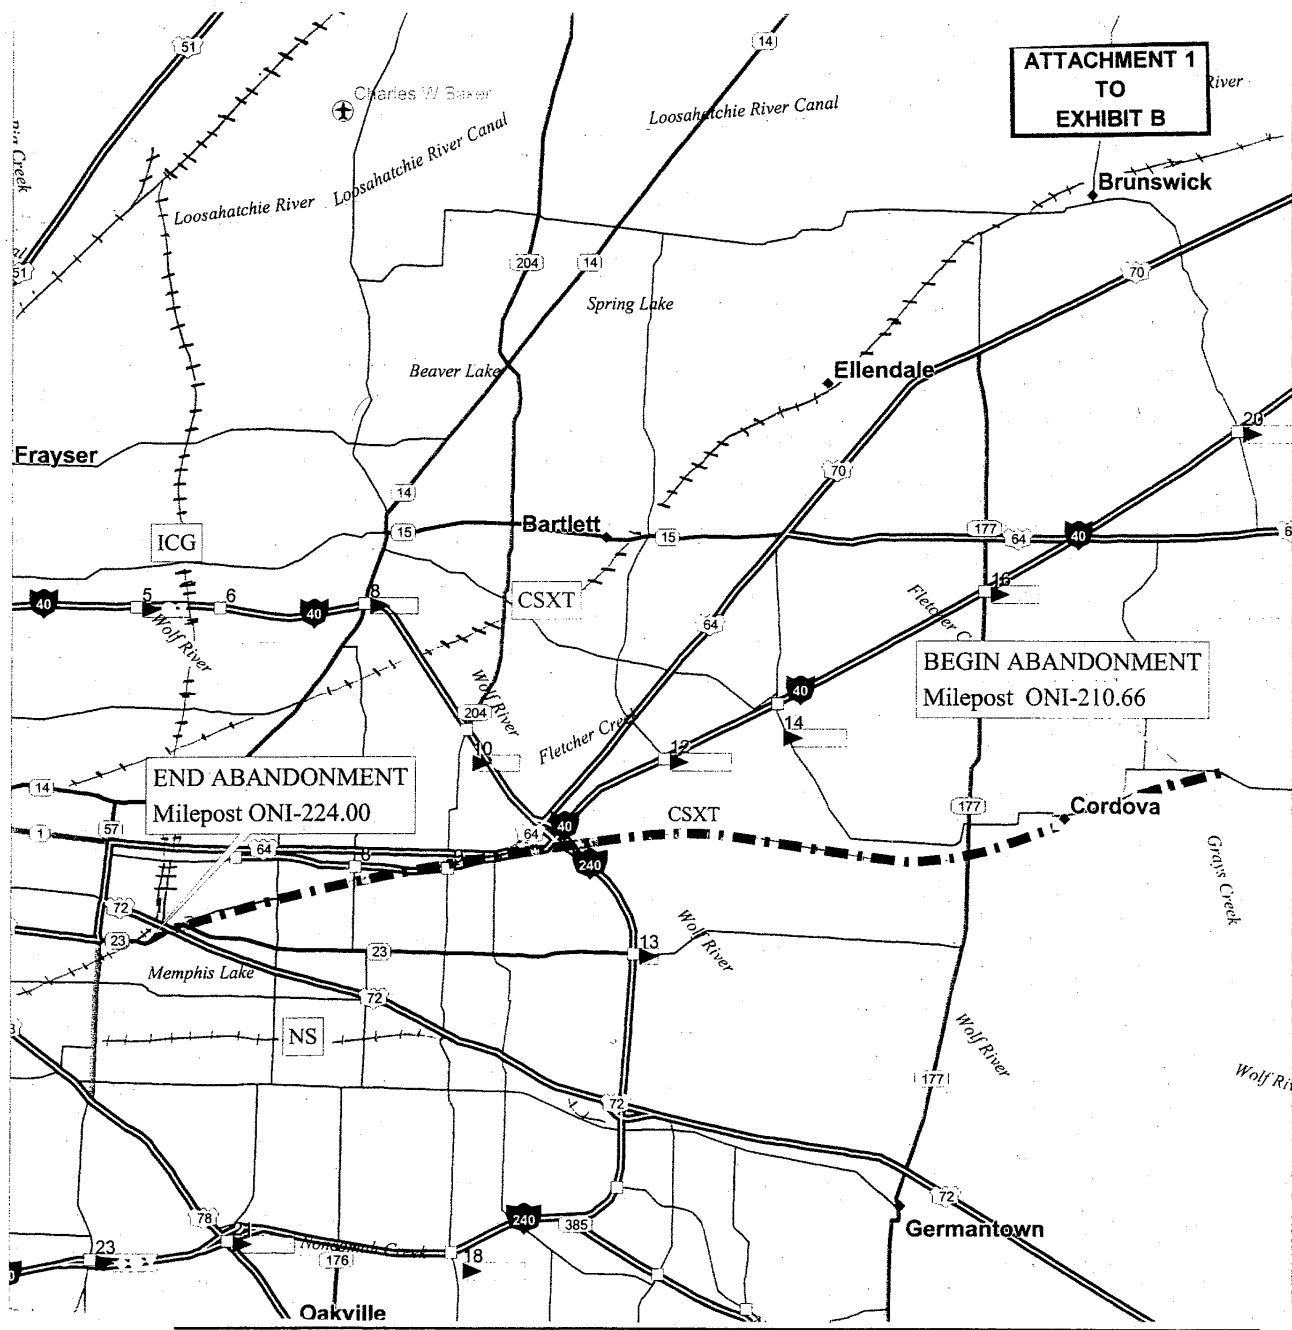 51
14
ATTACHMENT 1
TO
EXHIBIT B
River
Charles W Baker
Loosahatchie River Canal
Loosahatchie River Canal
Loosahatchie River
Brunswick
51
204
14
70
Spring Lake
Beaver Lake
Ellendale
20
Frayser
70
14
ICG
15
Bartlett
15
177
64
40
CSXT
40
5
6
40
8
16
Wolf River
64
BEGIN ABANDONMENT
Milepost ONI-210.66
40
Wolf River
204
Fletcher Creek
14
10
12
END ABANDONMENT
Milepost ONI-224.00
14
57
1
64
64
40
CSXT
177
Cordova
240
Grays Creek
72
23
23
13
Wolf River
Memphis Lake
72
NS
Wolf River
177
72
78
240
385
72
Germantown
23
176
18
Oakville